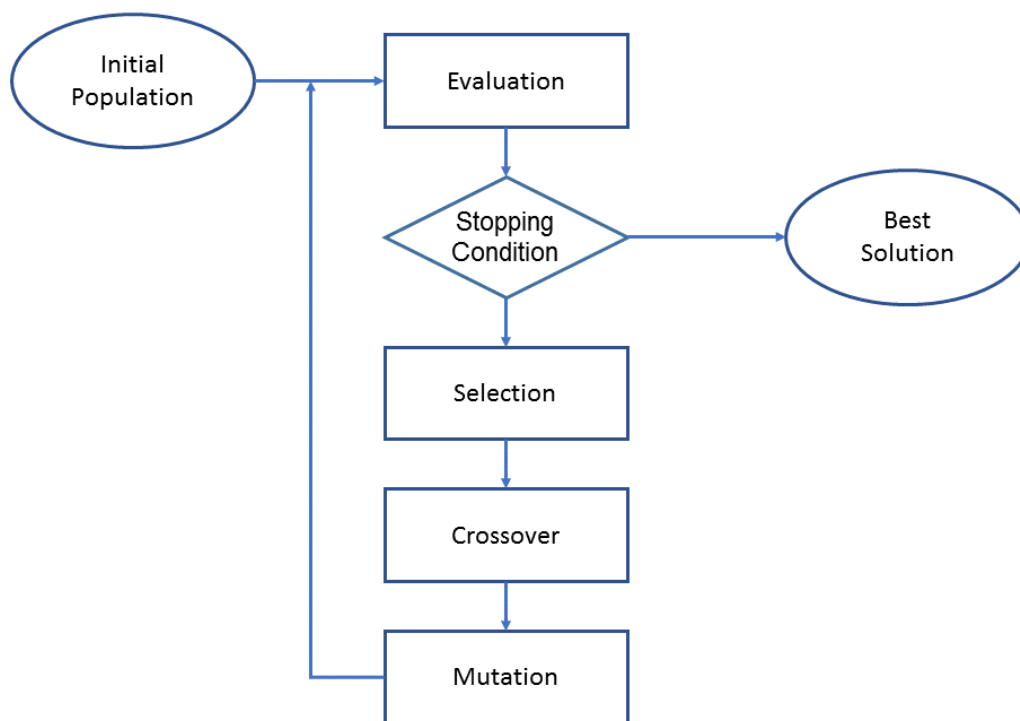 Initial
Population
Evaluation
Stopping
Condition
Best
Solution
Selection
Crossover
Mutation